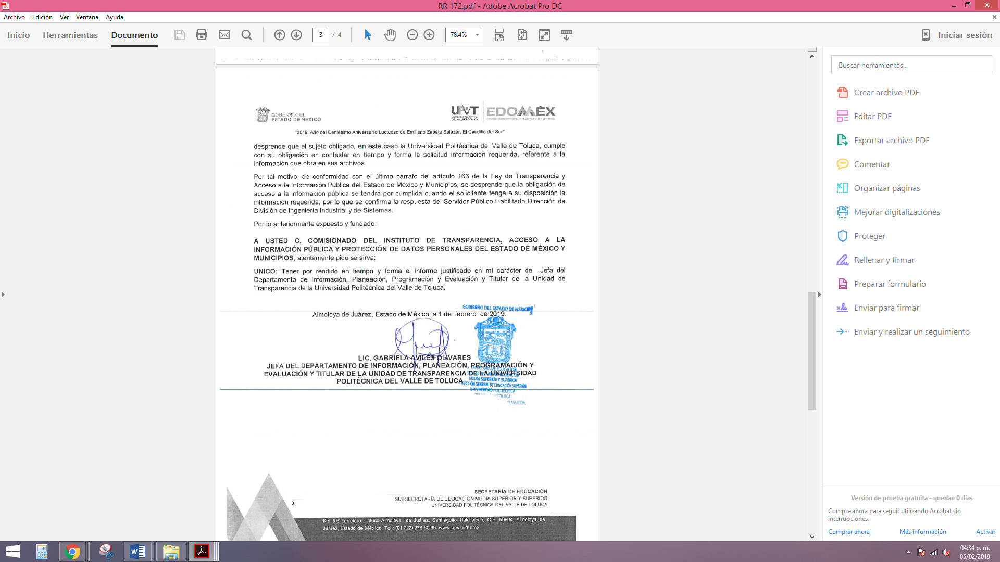 RR 172.pdf - Adobe Acrobat Pro DC
Archivo Edición Ver Ventana Ayuda
Inicio Herramientas Documento 3 / 4 78.4% Iniciar sesión
GOBIERNO DEL
ESTADO DE MÉXICO
UPVT
UNIVERSIDAD POLITÉCNICA
DEL VALLE DE TOLUCA
EDOMÉX
"2019. Año del Centésimo Aniversario Luctuoso de Emiliano Zapata Salazar. El Caudillo del Sur"
desprende que el sujeto obligado, en este caso la Universidad Politécnica del Valle de Toluca, cumple
con su obligación en contestar en tiempo y forma la solicitud información requerida, referente a la
información que obra en sus archivos.
Por tal motivo, de conformidad con el último párrafo del artículo 166 de la Ley de Transparencia y
Acceso a la Información Pública del Estado de México y Municipios, se desprende que la obligación de
acceso a la información pública se tendrá por cumplida cuando el solicitante tenga a su disposición la
información requerida, por lo que se confirma la respuesta del Servidor Público Habilitado Dirección de
División de Ingeniería Industrial y de Sistemas.
Por lo anteriormente expuesto y fundado:
A USTED C. COMISIONADO DEL INSTITUTO DE TRANSPARENCIA, ACCESO A LA
INFORMACIÓN PÚBLICA Y PROTECCIÓN DE DATOS PERSONALES DEL ESTADO DE MÉXICO Y
MUNICIPIOS, atentamente pido se sirva:
UNICO: Tener por rendido en tiempo y forma el informe justificado en mi carácter de Jefa del
Departamento de Información, Planeación, Programación y Evaluación y Titular de la Unidad de
Transparencia de la Universidad Politécnica del Valle de Toluca.
GOBIERNO DEL ESTADO DE MÉXICO
Almoloya de Juárez, Estado de México, a 1 de febrero de 2019.
LIC. GABRIELA AVILÉS OLIVARES
JEFA DEL DEPARTAMENTO DE INFORMACIÓN, PLANEACIÓN, PROGRAMACIÓN Y
EVALUACIÓN Y TITULAR DE LA UNIDAD DE TRANSPARENCIA DE LA UNIVERSIDAD
POLITÉCNICA DEL VALLE DE TOLUCA
SECRETARÍA DE EDUCACIÓN
SUBSECRETARÍA DE EDUCACIÓN
MEDIA SUPERIOR Y SUPERIOR
DIRECCIÓN GENERAL DE EDUCACIÓN SUPERIOR
UNIVERSIDAD POLITÉCNICA
DE TOLUCA
PLANEACIÓN,
SECRETARÍA DE EDUCACIÓN
SUBSECRETARÍA DE EDUCACIÓN MEDIA SUPERIOR Y SUPERIOR
UNIVERSIDAD POLITÉCNICA DEL VALLE DE TOLUCA
3
Km 5.6 carretera Toluca-Almoloya de Juárez, Santiaguito Tlalcilalcali, C.P. 50904, Almoloya de
Juárez, Estado de México. Tel.: (01 722) 276 60 60. www.upvt.edu.mx
Buscar herramientas...
Crear archivo PDF
Editar PDF
Exportar archivo PDF
Comentar
Organizar páginas
Mejorar digitalizaciones
Proteger
Rellenar y firmar
Preparar formulario
Enviar para firmar
Enviar y realizar un seguimiento
Versión de prueba gratuita - quedan 0 días
Compre ahora para seguir utilizando Acrobat sin
interrupciones.
Comprar ahora Más información Activar
04:34 p. m.
05/02/2019